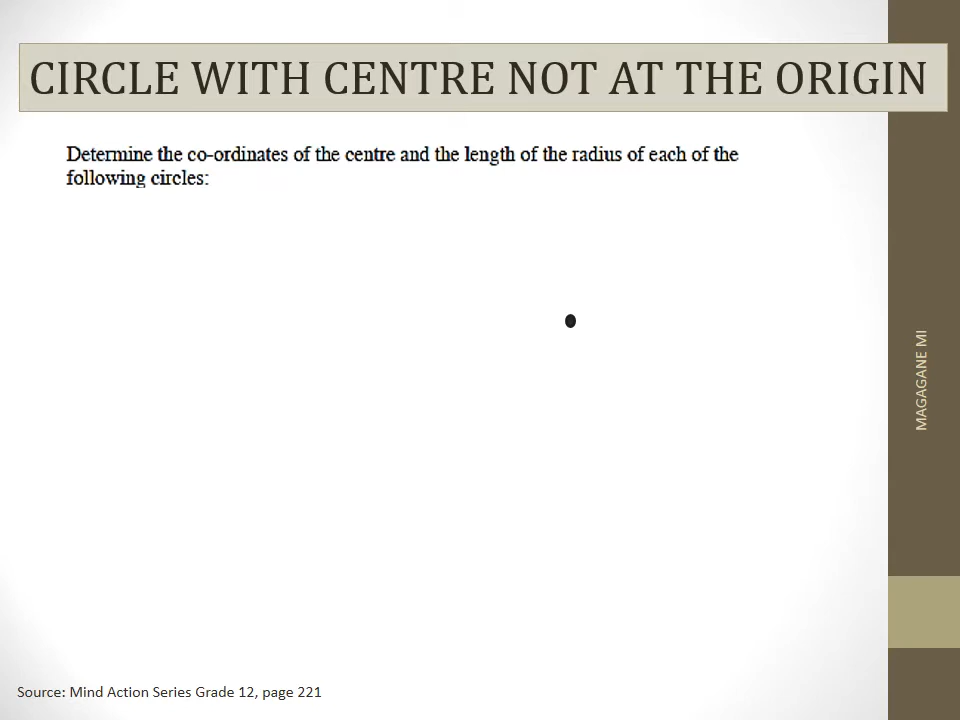 CIRCLE WITH CENTRE NOT AT THE ORIGIN
Determine the co-ordinates of the centre and the length of the radius of each of the
following circles:
MAGAGANE MI
Source: Mind Action Series Grade 12, page 221